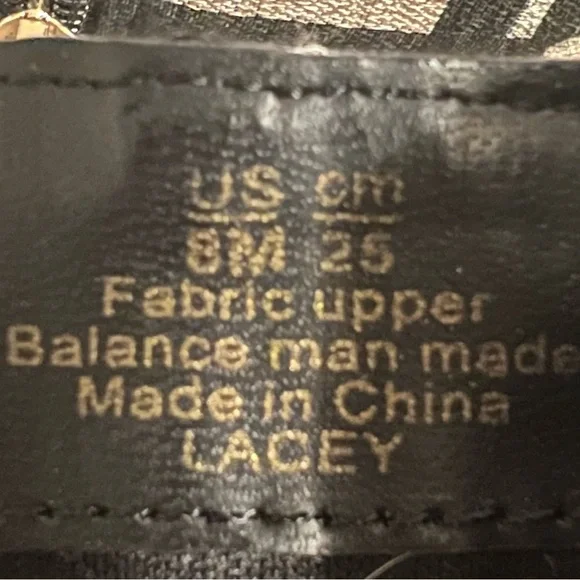 US cm
8M 25
Fabric upper
Balance man made
Made in China
LACEY